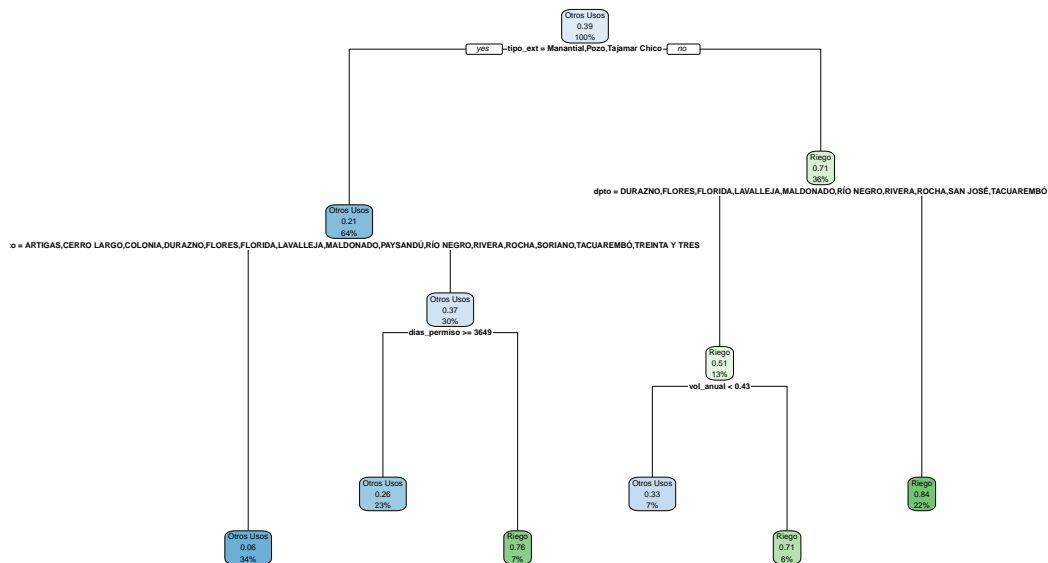 Otros Usos
0.39
100%
yes tipo_ext = Manantial,Pozo,Tajamar Chico no
Riego
0.71
36%
dpto = DURAZNO,FLORES,FLORIDA,LAVALLEJA,MALDONADO,RÍO NEGRO,RIVERA,ROCHA,SAN JOSÉ,TACUAREMBÓ
Otros Usos
0.21
64%
:o = ARTIGAS,CERRO LARGO,COLONIA,DURAZNO,FLORES,FLORIDA,LAVALLEJA,MALDONADO,PAYSANDÚ,RÍO NEGRO,RIVERA,ROCHA,SORIANO,TACUAREMBÓ,TREINTA Y TRES
Otros Usos
0.37
30%
dias_permiso >= 3649
Riego
0.51
13%
vol_anual < 0.43
Otros Usos
0.26
23%
Otros Usos
0.33
7%
Riego
0.84
22%
Otros Usos
0.06
34%
Riego
0.76
7%
Riego
0.71
6%